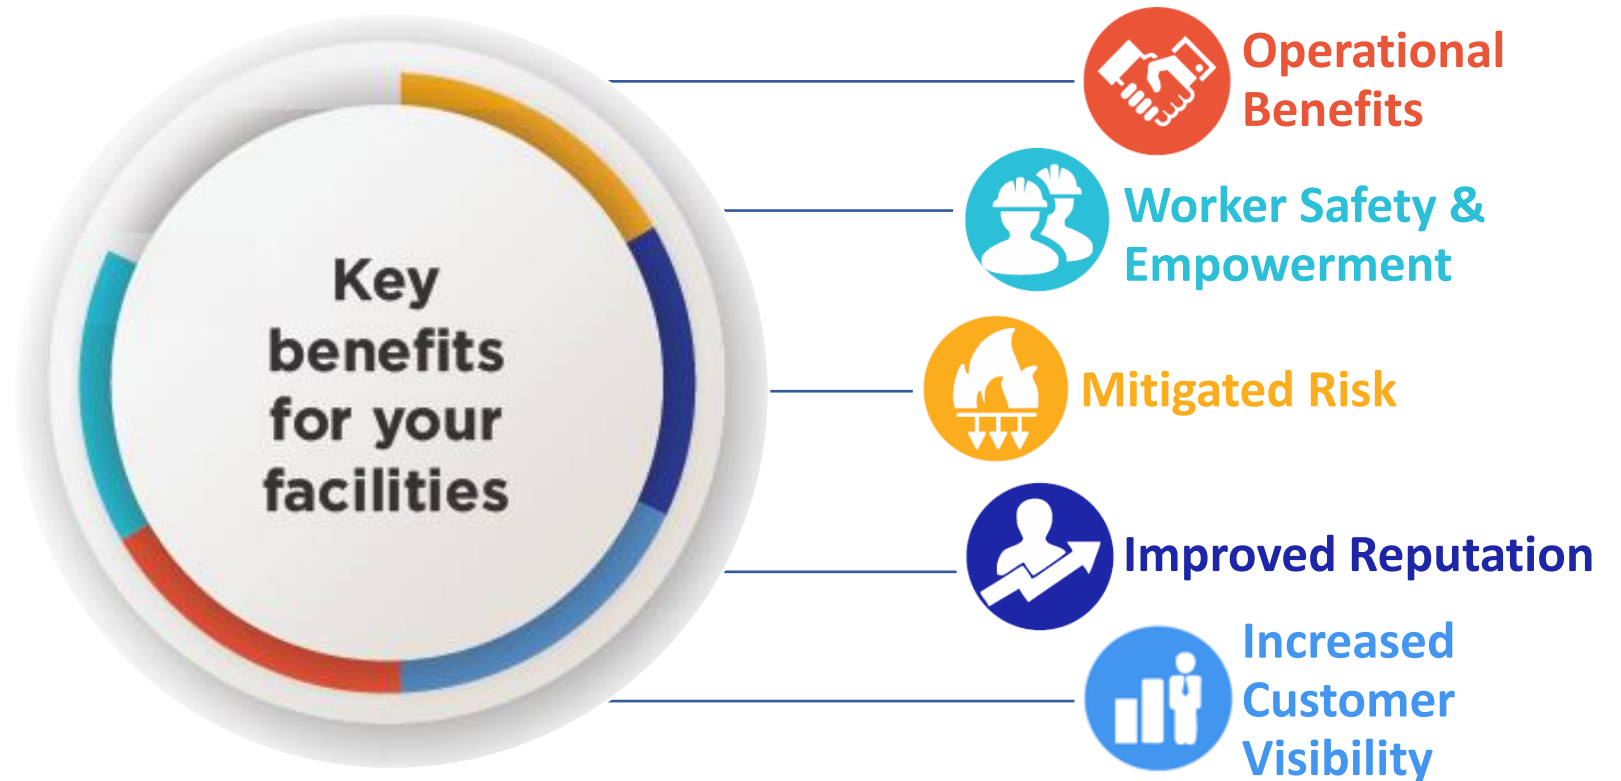 Key
benefits
for your
facilities
Operational
Benefits
Worker Safety &
Empowerment
Mitigated Risk
Improved Reputation
Increased
Customer
Visibility